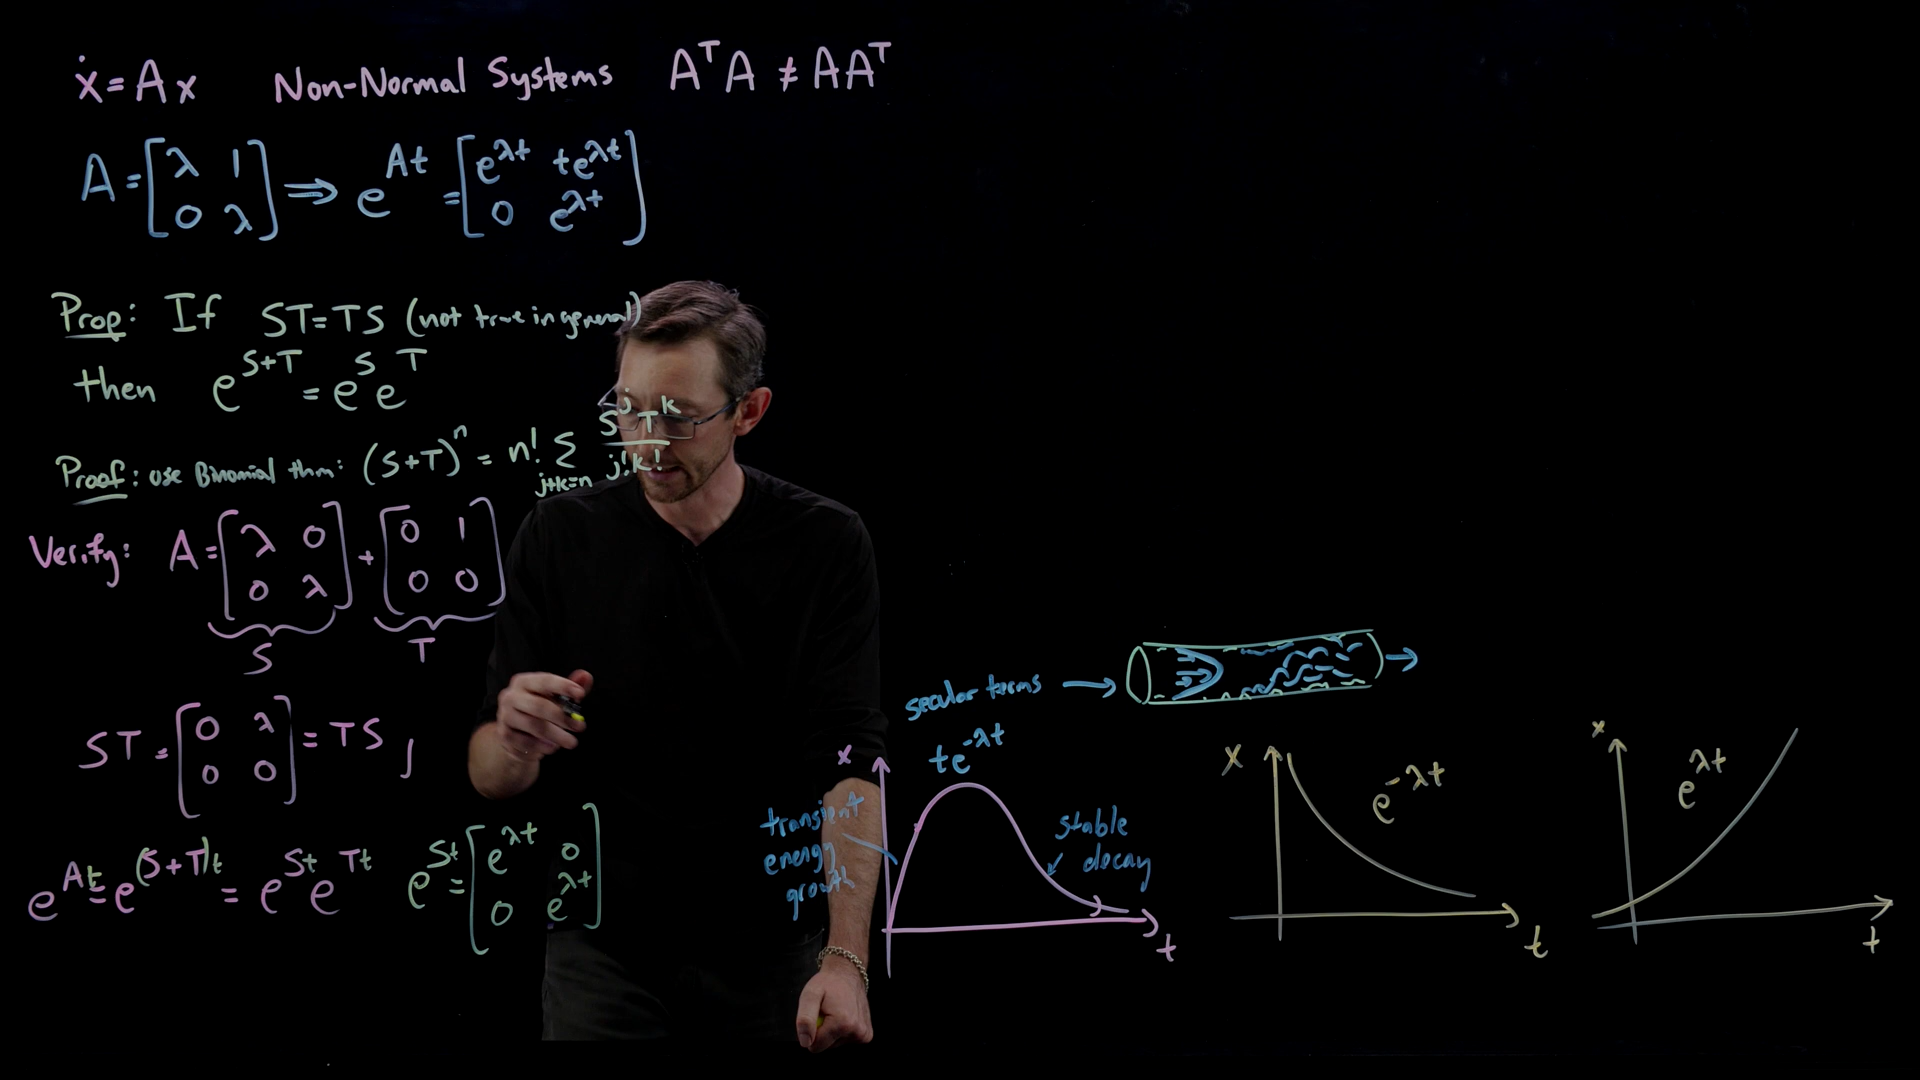 ẋ = Ax Non-Normal Systems AᵀA ≠ AAᵀ
A = [λ 1; 0 λ] ⟹ e^{At} = [e^{λt} te^{λt}; 0 e^{λt}]
Prop: If ST = TS (not true in general)
then e^{S+T} = e^S e^T
Proof: use Binomial thm: (S+T)^n = n! Σ_{j+k=n} S^j T^k / j!k!
Verify: A = [λ 0; 0 λ] + [0 1; 0 0]
S T
ST = [0 λ; 0 0] = TS
e^{At} = e^{(S+T)t} = e^{St} e^{Tt} e^{St} = [e^{λt} 0; 0 e^{λt}]
secular terms
te^{-λt}
x
transient
energy
growth
stable
decay
t
x
e^{-λt}
t
x
e^{λt}
t